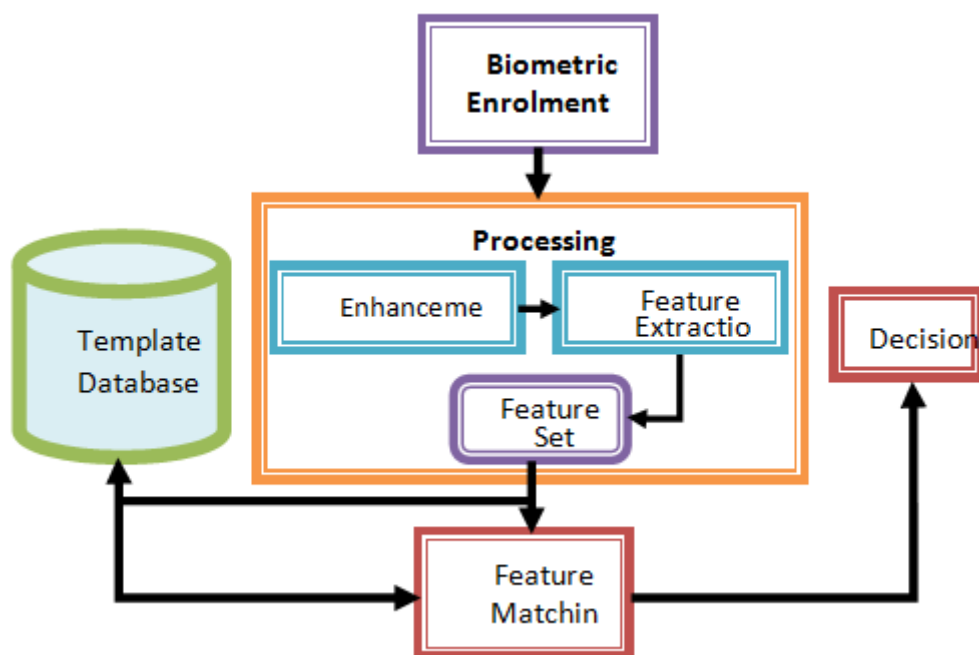 Biometric
Enrolment
Processing
Enhanceme
Feature
Extractio
Template
Database
Decision
Feature
Set
Feature
Matchin